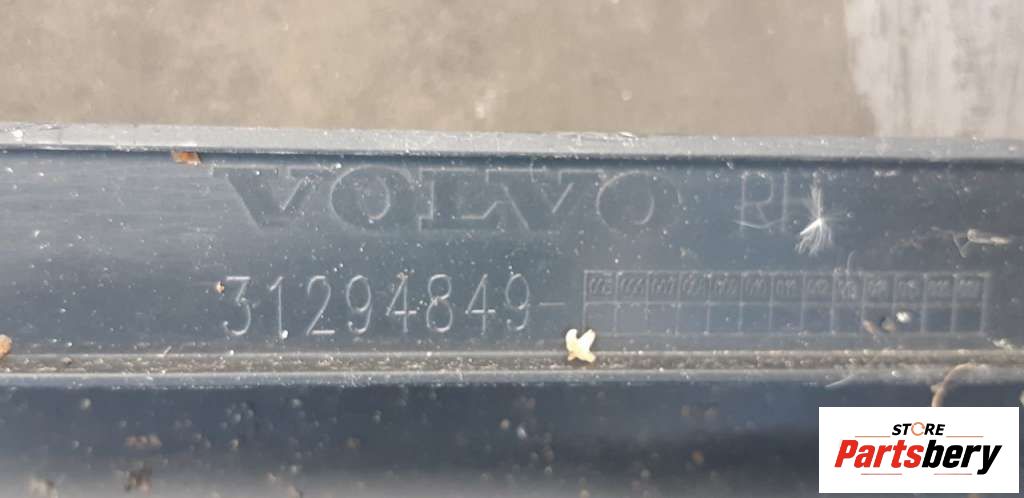 VOLVO RH
31294849-
STORE
Partsbery